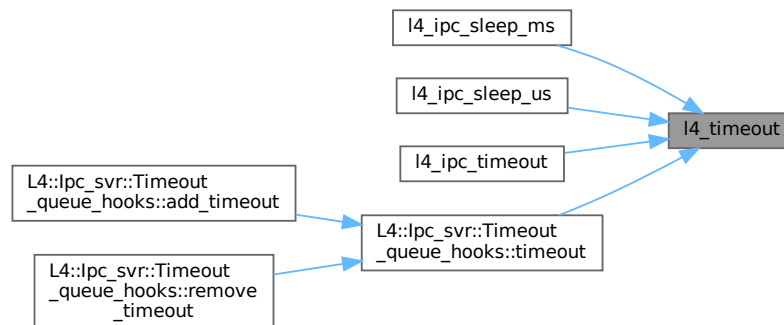 l4_ipc_sleep_ms
l4_ipc_sleep_us
l4_timeout
l4_ipc_timeout
L4::Ipc_svr::Timeout
_queue_hooks::add_timeout
L4::Ipc_svr::Timeout
_queue_hooks::timeout
L4::Ipc_svr::Timeout
_queue_hooks::remove
_timeout